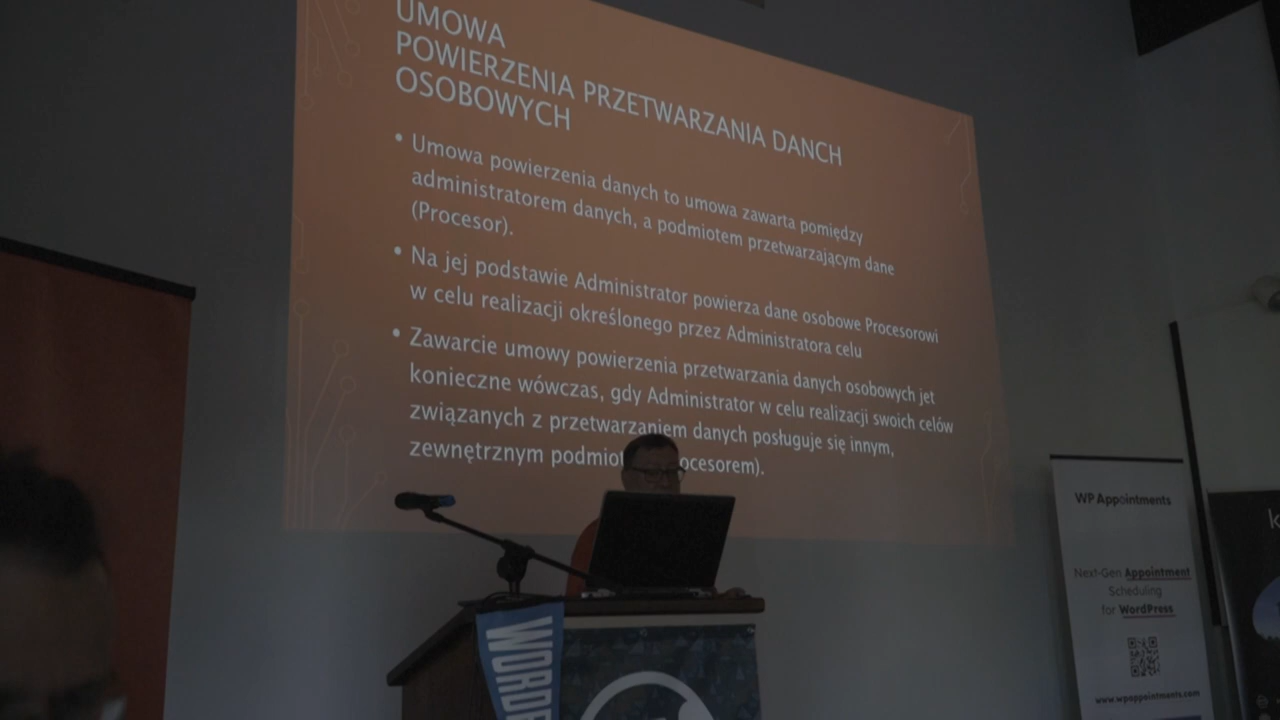 UMOWA
POWIERZENIA PRZETWARZANIA DANCH
OSOBOWYCH
• Umowa powierzenia danych to umowa zawarta pomiędzy
administratorem danych, a podmiotem przetwarzającym dane
(Procesor).
• Na jej podstawie Administrator powierza dane osobowe Procesorowi
w celu realizacji określonego przez Administratora celu
• Zawarcie umowy powierzenia przetwarzania danych osobowych jet
konieczne wówczas, gdy Administrator w celu realizacji swoich celów
związanych z przetwarzaniem danych posługuje się innym,
zewnętrznym podmio ocesorem).
WP Appointments
Next-Gen Appointment
Scheduling
for WordPress
www.wpappointments.com
WORD